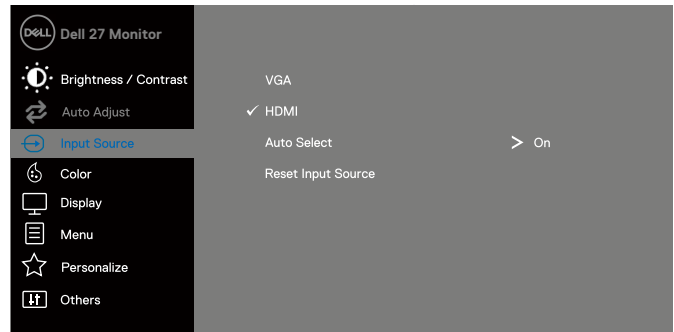 DELL Dell 27 Monitor
Brightness / Contrast
VGA
Auto Adjust
✓ HDMI
Input Source
Auto Select > On
Color
Reset Input Source
Display
Menu
Personalize
Others